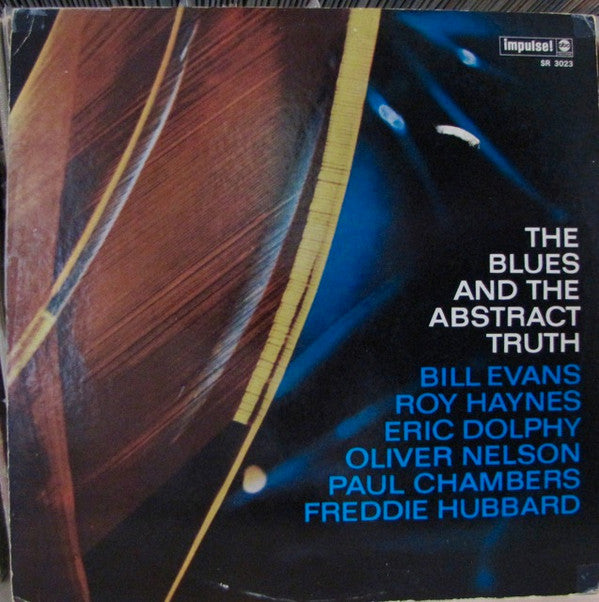 impulse! abc
SR 3023
THE
BLUES
AND THE
ABSTRACT
TRUTH
BILL EVANS
ROY HAYNES
ERIC DOLPHY
OLIVER NELSON
PAUL CHAMBERS
FREDDIE HUBBARD